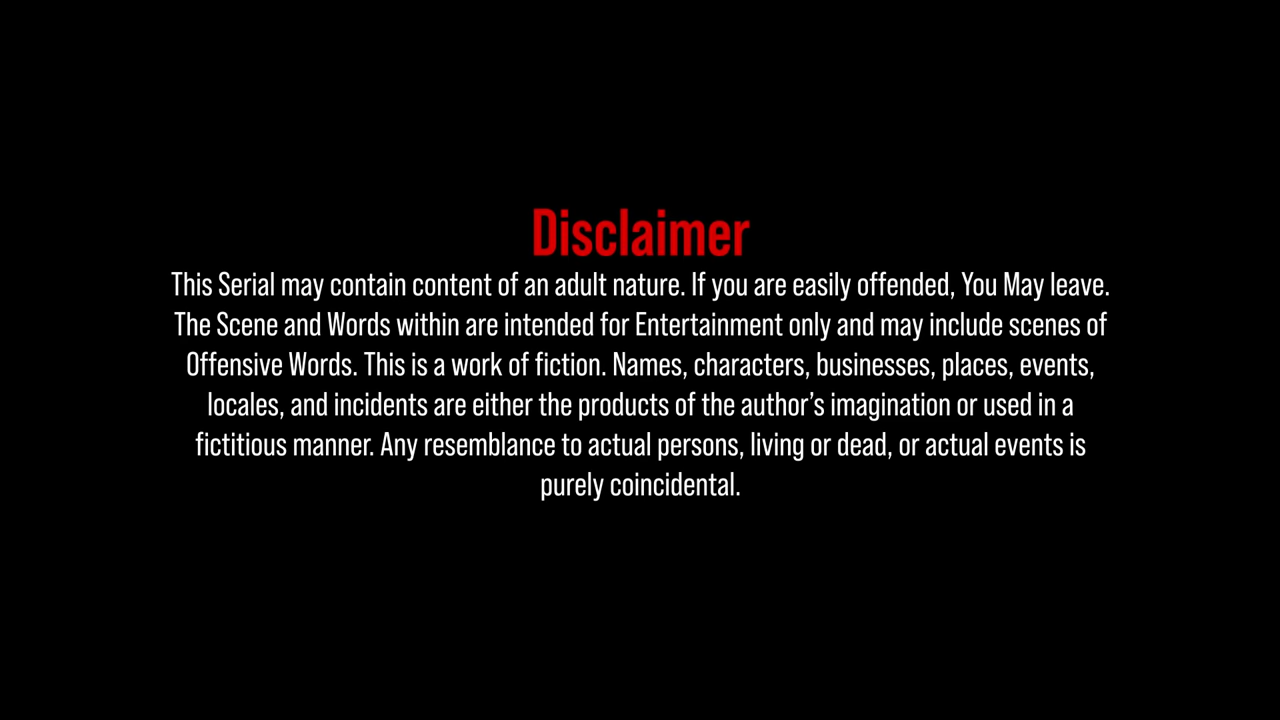 Disclaimer
This Serial may contain content of an adult nature. If you are easily offended, You May leave.
The Scene and Words within are intended for Entertainment only and may include scenes of
Offensive Words. This is a work of fiction. Names, characters, businesses, places, events,
locales, and incidents are either the products of the author’s imagination or used in a
fictitious manner. Any resemblance to actual persons, living or dead, or actual events is
purely coincidental.